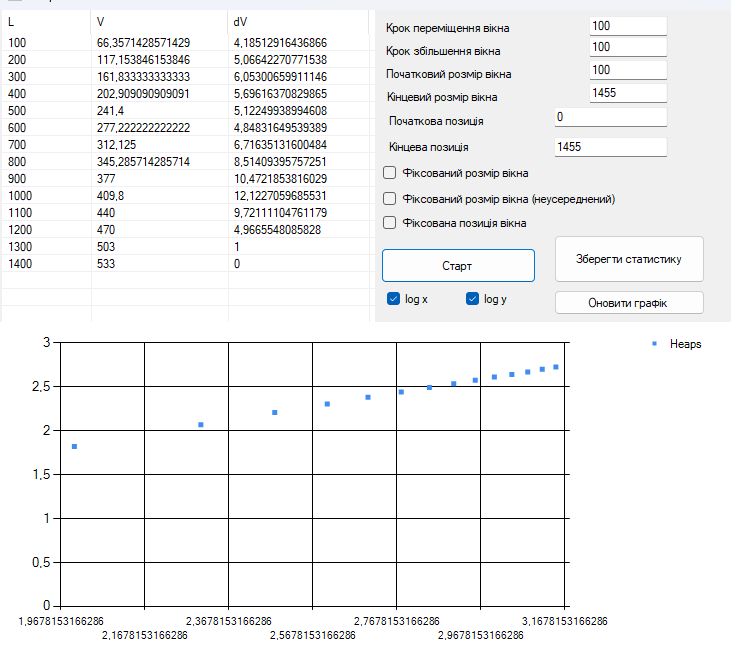 L V dV
100 66,3571428571429 4,18512916436866
200 117,153846153846 5,06642270771538
300 161,833333333333 6,05300659911146
400 202,909090909091 5,69616370829865
500 241,4 5,12249938994608
600 277,222222222222 4,84831649539389
700 312,125 6,71635131600484
800 345,285714285714 8,51409395757251
900 377 10,4721853816029
1000 409,8 12,1227059685531
1100 440 9,72111104761179
1200 470 4,9665548085828
1300 503 1
1400 533 0
Крок переміщення вікна 100
Крок збільшення вікна 100
Початковий розмір вікна 100
Кінцевий розмір вікна 1455
Початкова позиція 0
Кінцева позиція 1455
Фіксований розмір вікна
Фіксований розмір вікна (неусереднений)
Фіксована позиція вікна
Старт
Зберегти статистику
log x log y
Оновити графік
Heaps
3
2,5
2
1,5
1
0,5
0
1,9678153166286 2,3678153166286 2,7678153166286 3,1678153166286
2,1678153166286 2,5678153166286 2,9678153166286